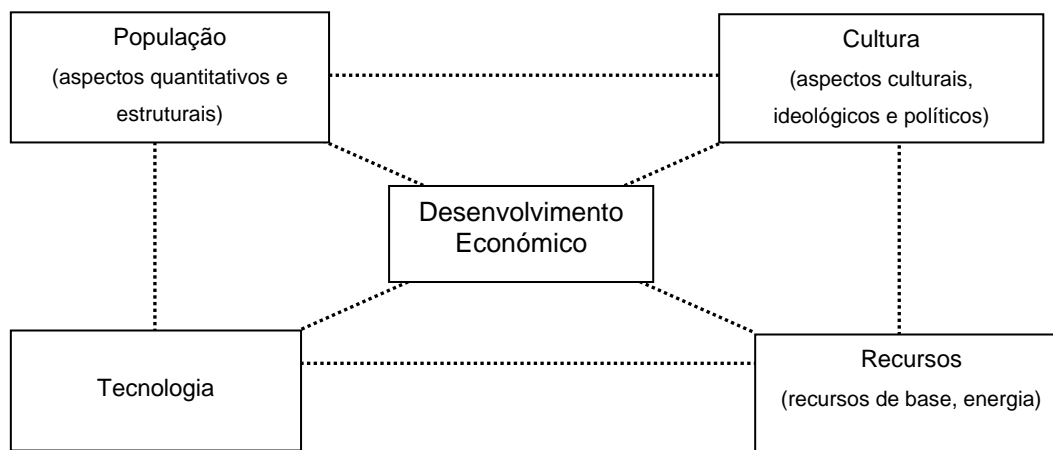 População
(aspectos quantitativos e
estruturais)
Cultura
(aspectos culturais,
ideológicos e políticos)
Desenvolvimento
Económico
Tecnologia
Recursos
(recursos de base, energia)